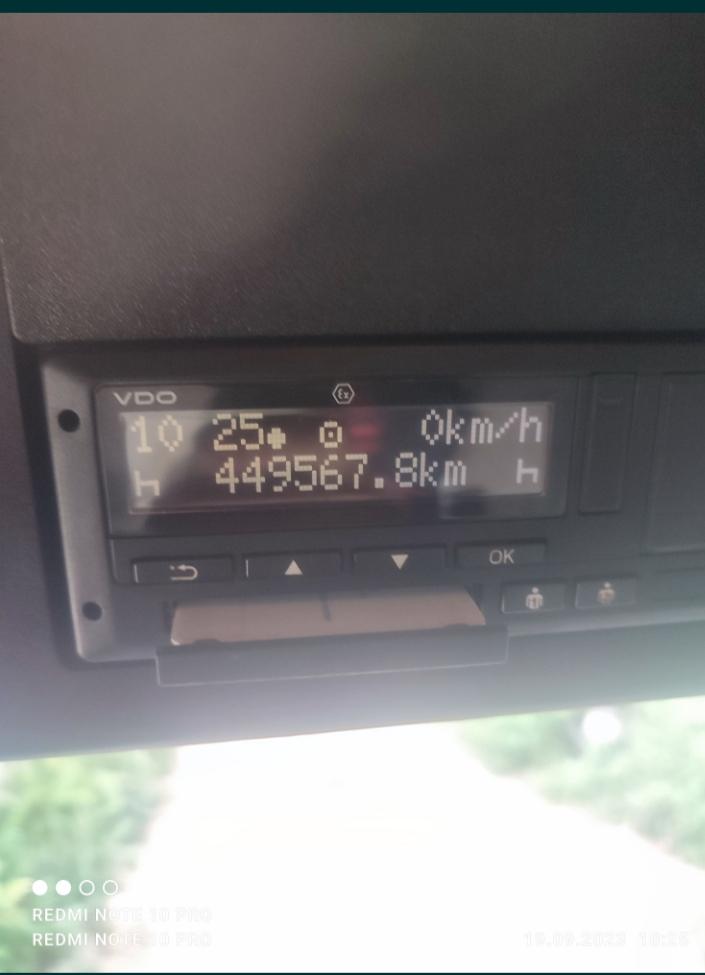 VDO
Ex
10 25 0km/h
449567.8km
OK
REDMI NOTE 10 PRO
REDMI NOTE 10 PRO 19.09.2023 10:25